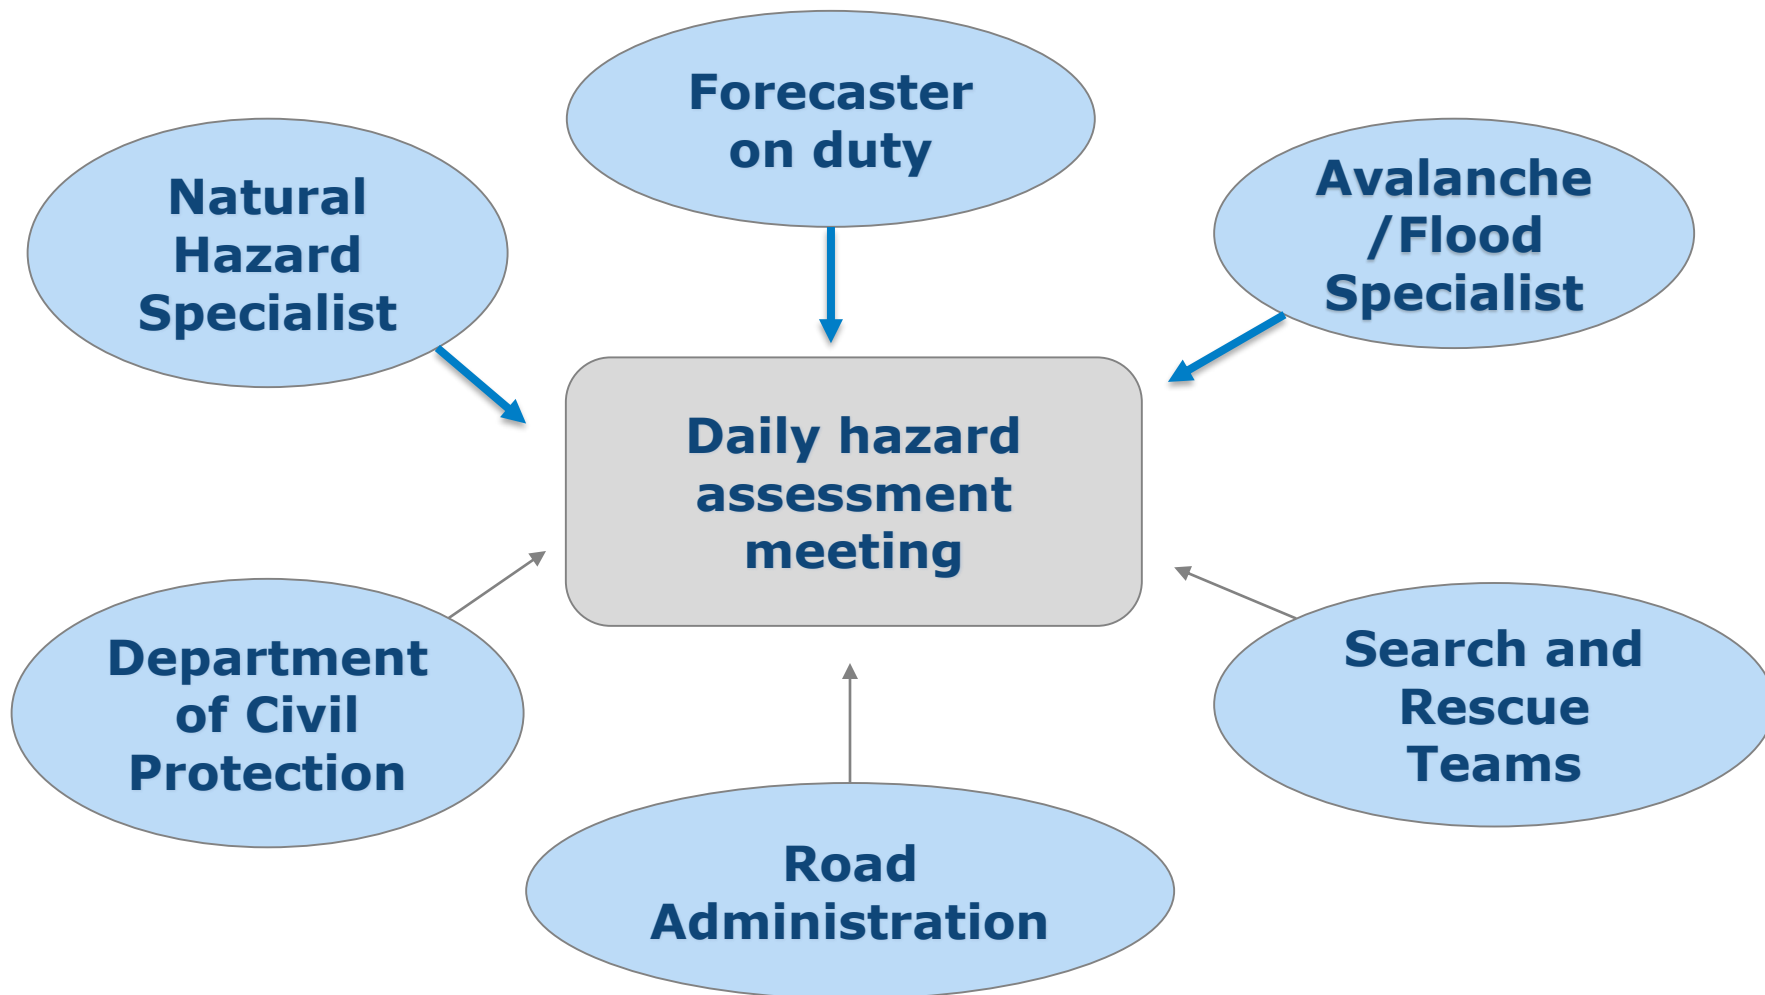 Forecaster
on duty
Natural
Hazard
Specialist
Avalanche
/Flood
Specialist
Daily hazard
assessment
meeting
Department
of Civil
Protection
Search and
Rescue
Teams
Road
Administration